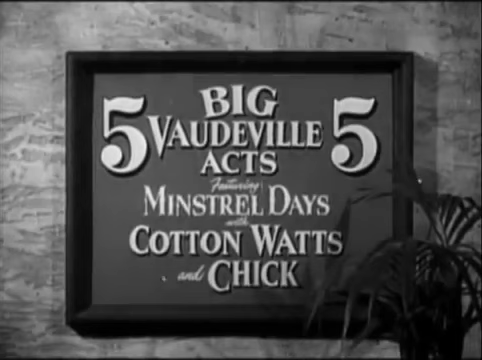 BIG
5 VAUDEVILLE 5
ACTS
Featuring
MINSTREL DAYS
with
COTTON WATTS
and CHICK